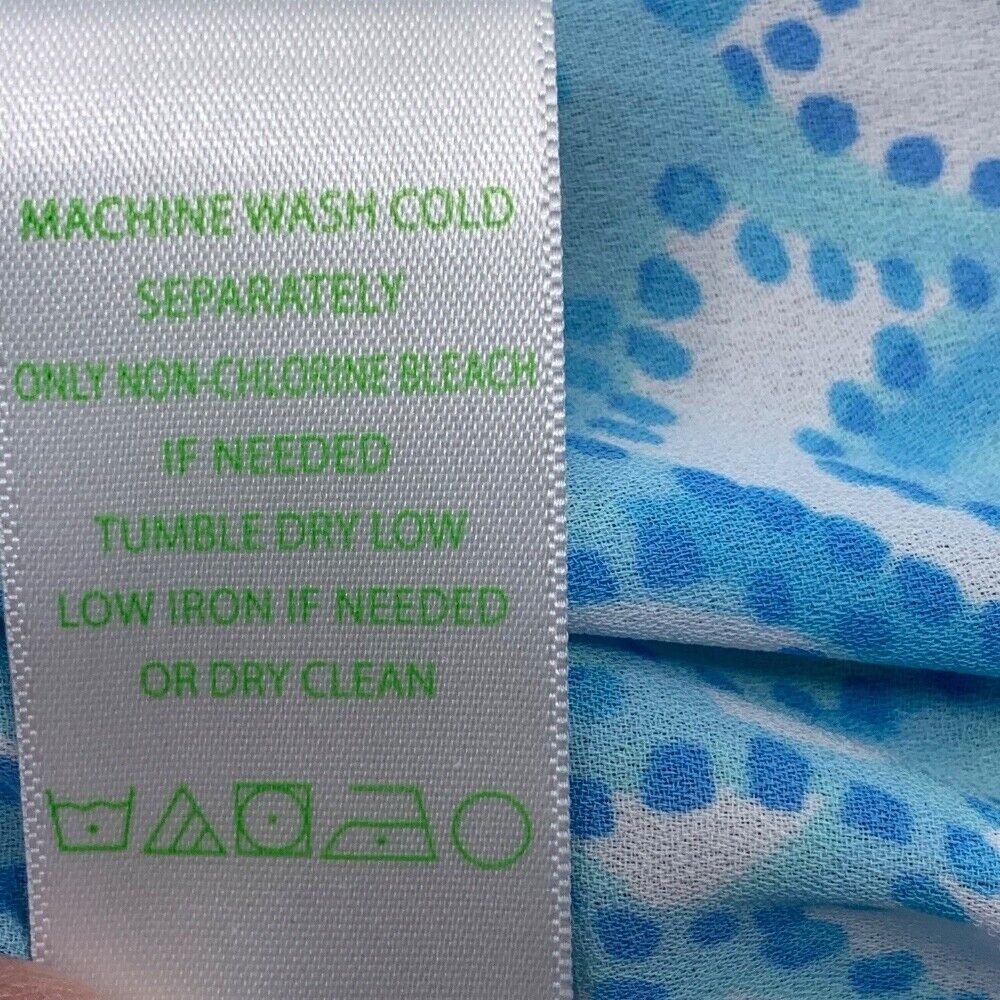 MACHINE WASH COLD
SEPARATELY
ONLY NON-CHLORINE BLEACH
IF NEEDED
TUMBLE DRY LOW
LOW IRON IF NEEDED
OR DRY CLEAN